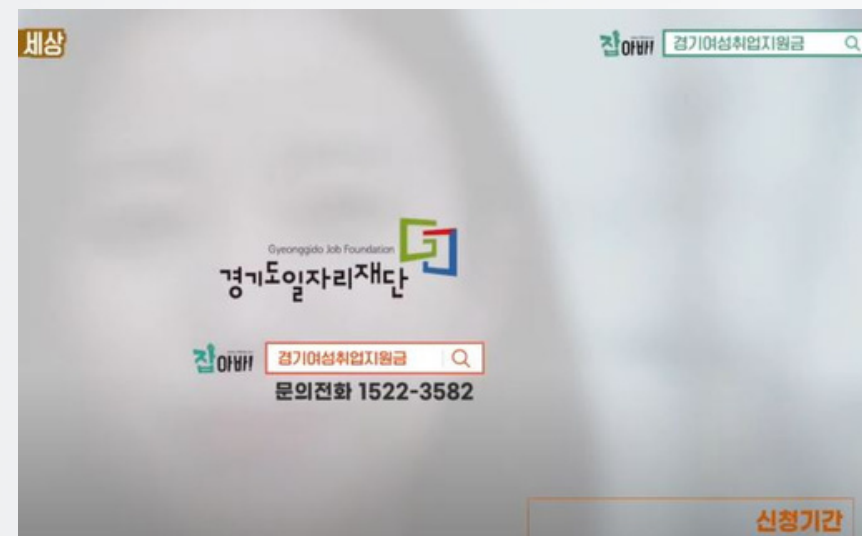 세상
잡아바 경기여성취업지원금
Gyeonggido Job Foundation
경기도일자리재단
잡아바 경기여성취업지원금
문의전화 1522-3582
신청기간